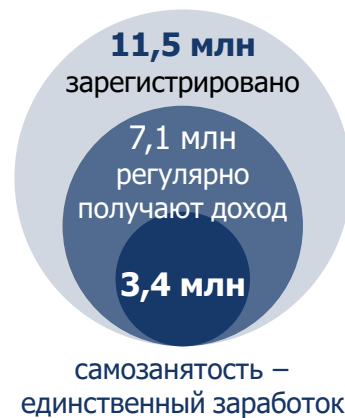 11,5 млн
зарегистрировано
7,1 млн
регулярно
получают доход
3,4 млн
самозанятость –
единственный заработок